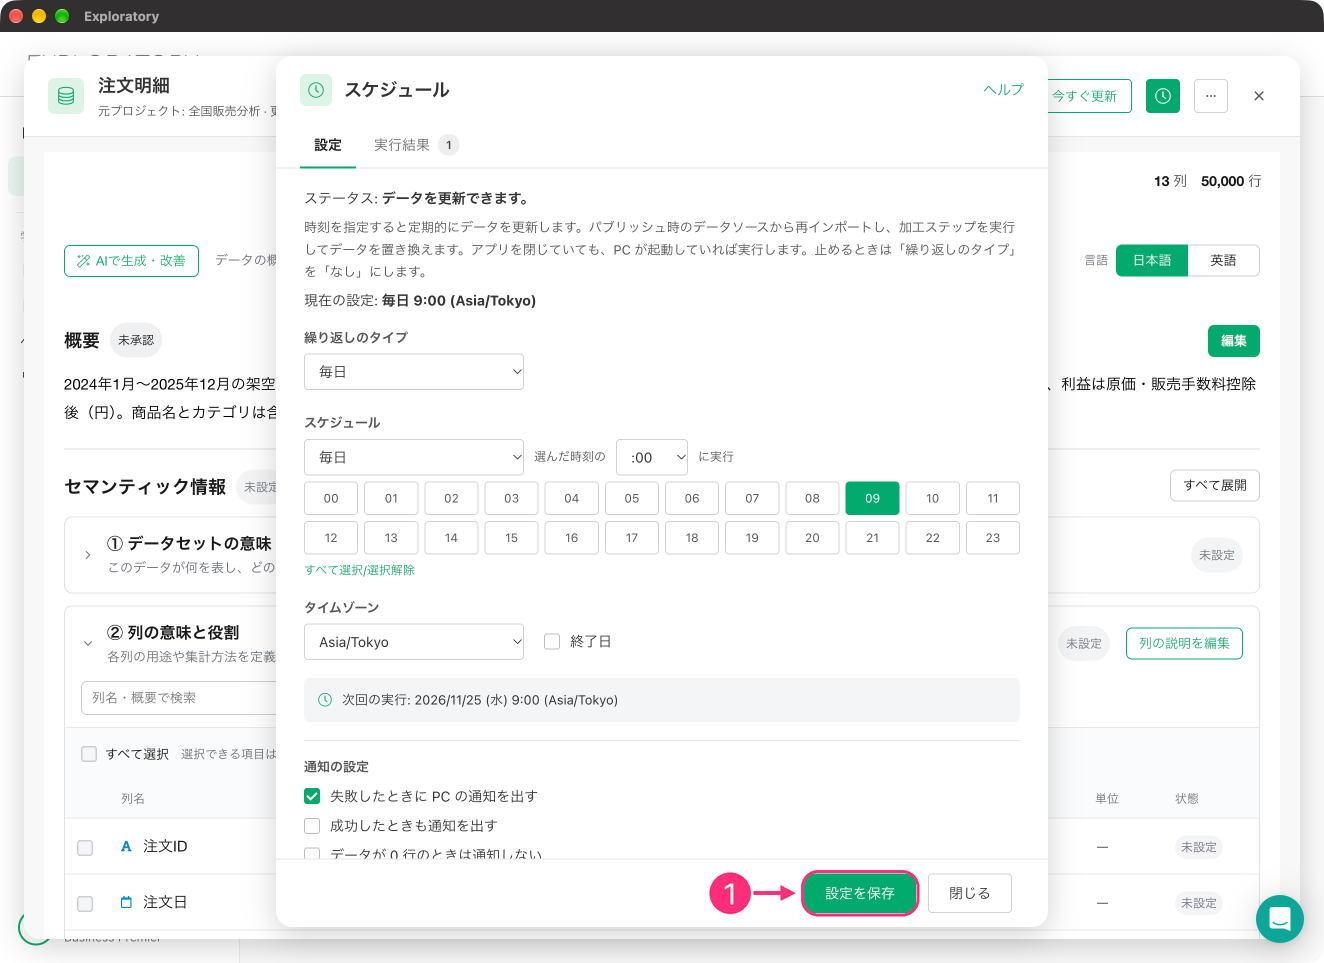 Exploratory
注文明細
元プロジェクト: 全国販売分析 · 更
スケジュール
ヘルプ
今すぐ更新
設定
実行結果 1
13 列 50,000 行
ステータス: データを更新できます。
時刻を指定すると定期的にデータを更新します。パブリッシュ時のデータソースから再インポートし、加工ステップを実行
してデータを置き換えます。アプリを閉じていても、PC が起動していれば実行します。止めるときは「繰り返しのタイプ」
を「なし」にします。
現在の設定: 毎日 9:00 (Asia/Tokyo)
AIで生成・改善
データの概
言語 日本語 英語
概要 未承認
編集
2024年1月〜2025年12月の架空
、利益は原価・販売手数料控除
後（円）。商品名とカテゴリは含
繰り返しのタイプ
毎日
スケジュール
毎日 選んだ時刻の :00 に実行
00 01 02 03 04 05 06 07 08 09 10 11
12 13 14 15 16 17 18 19 20 21 22 23
すべて選択/選択解除
セマンティック情報 未設定
すべて展開
① データセットの意味
このデータが何を表し、どの
未設定
タイムゾーン
Asia/Tokyo 終了日
② 列の意味と役割
各列の用途や集計方法を定義
未設定 列の説明を編集
列名・概要で検索
次回の実行: 2026/11/25 (水) 9:00 (Asia/Tokyo)
すべて選択 選択できる項目は
列名
単位 状態
通知の設定
失敗したときに PC の通知を出す
成功したときも通知を出す
データが 0 行のときは通知しない
A 注文ID
— 未設定
注文日
— 未設定
1
設定を保存 閉じる
Business Premier